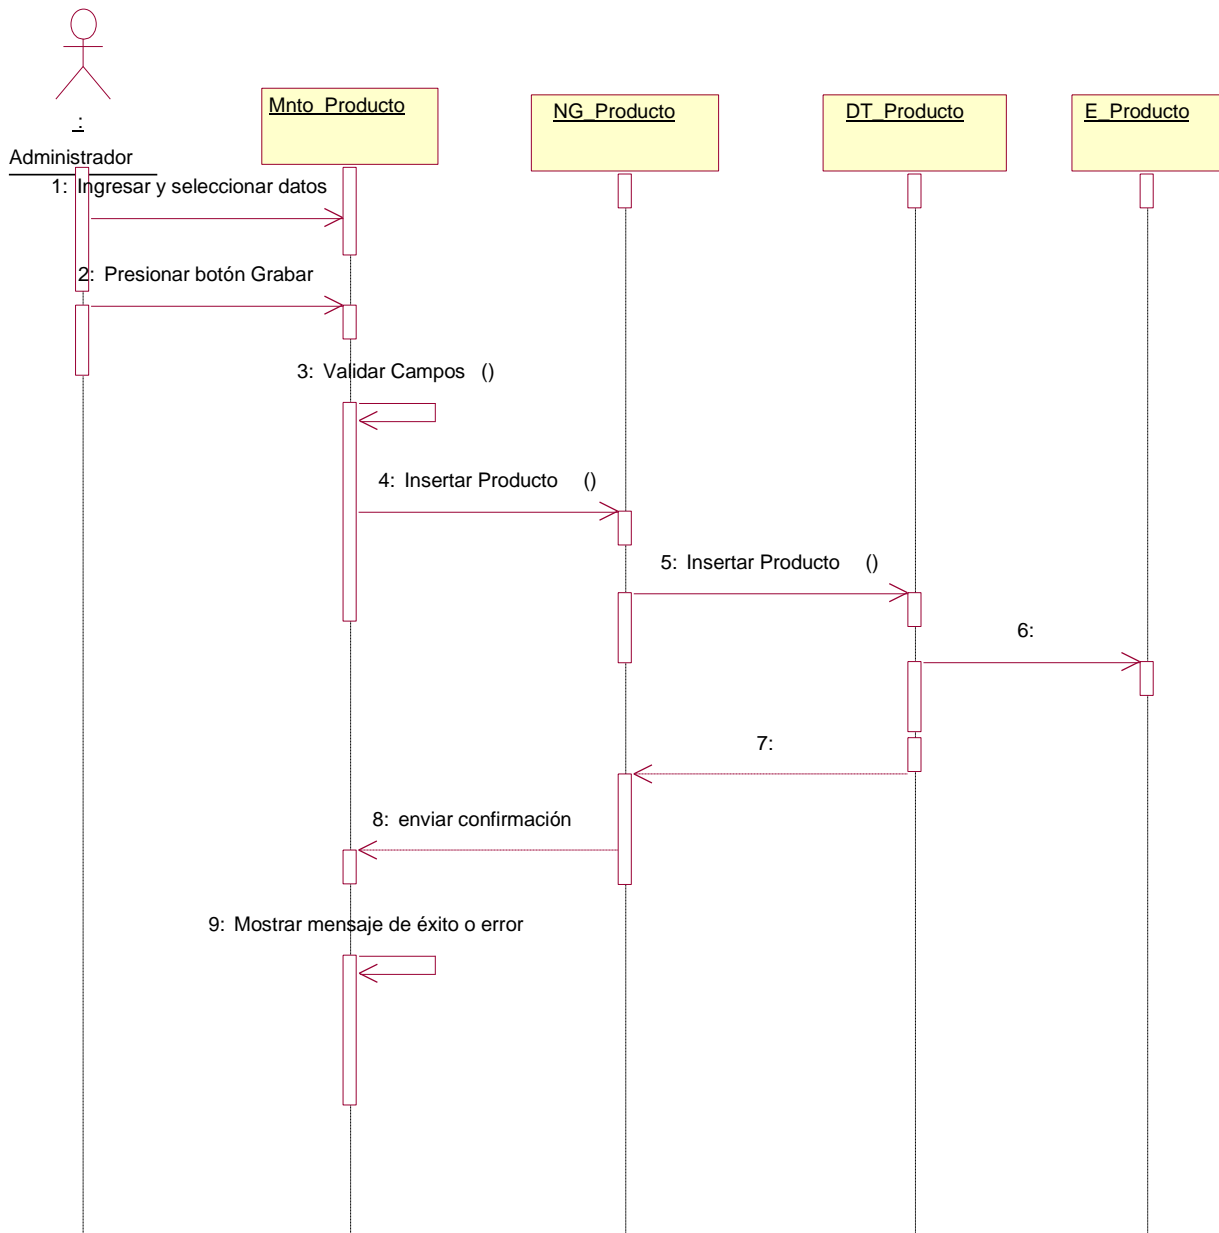 :
Administrador
Mnto_Producto
NG_Producto
DT_Producto
E_Producto
1: Ingresar y seleccionar datos
2: Presionar botón Grabar
3: Validar Campos ()
4: Insertar Producto ()
5: Insertar Producto ()
6:
7:
8: enviar confirmación
9: Mostrar mensaje de éxito o error